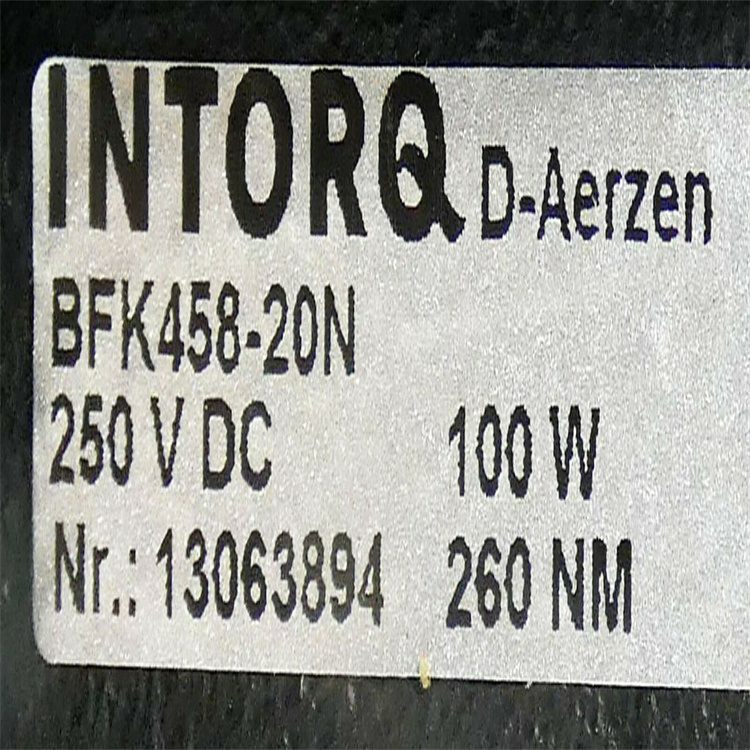 INTORQ D-Aerzen
BFK458-20N
250 V DC 100 W
Nr.: 13063894 260 NM